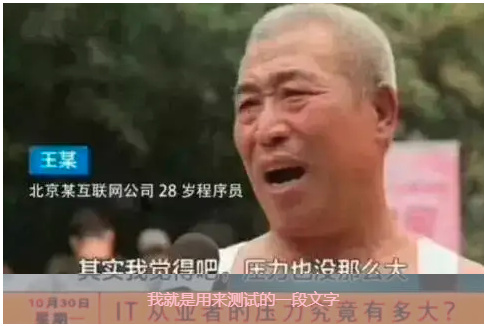 王某
北京某互联网公司 28 岁程序员
其实我觉得吧，压力也没那么大
我就是用来测试的一段文字
10月30日
星期一
IT 从业者的压力究竟有多大？